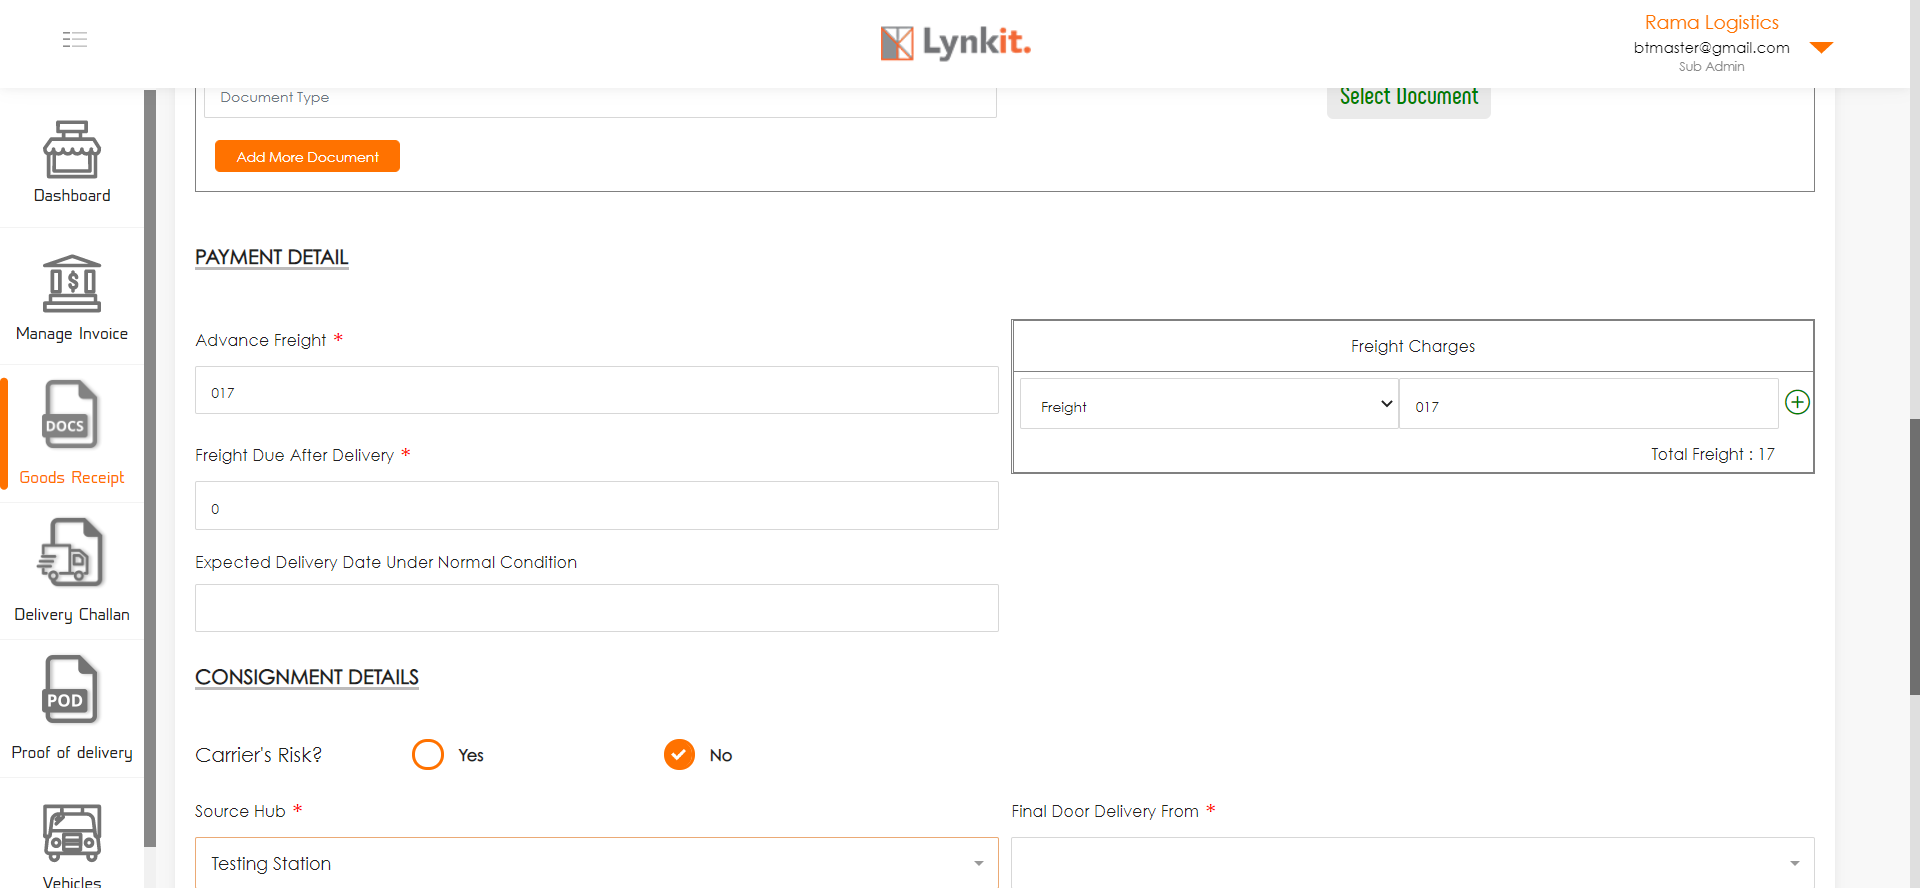 Lynkit.
Rama Logistics
btmaster@gmail.com
Sub Admin
Dashboard
Manage Invoice
DOCS
Goods Receipt
Delivery Challan
POD
Proof of delivery
Vehicles
Document Type
Select Document
Add More Document
PAYMENT DETAIL
Advance Freight *
017
Freight Due After Delivery *
0
Expected Delivery Date Under Normal Condition
Freight Charges
Freight 017
Total Freight : 17
CONSIGNMENT DETAILS
Carrier's Risk? Yes No
Source Hub *
Testing Station
Final Door Delivery From *